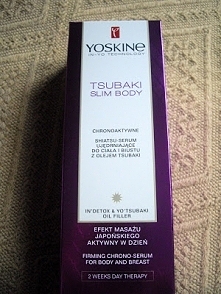 YOSKINE
TSUBAKI
SLIM BODY
CHRONOAKTYWNE
SHIATSU-SERUM
UJĘDRNIAJĄCE
DO CIAŁA I BIUSTU
Z OLEJEM TSUBAKI
IN'DETOX & YO'TSUBAKI
OIL FILLER
EFEKT MASAŻU
JAPOŃSKIEGO
AKTYWNY W DZIEŃ
FIRMING CHRONO-SERUM
FOR BODY AND BREAST
2 WEEKS DAY THERAPY